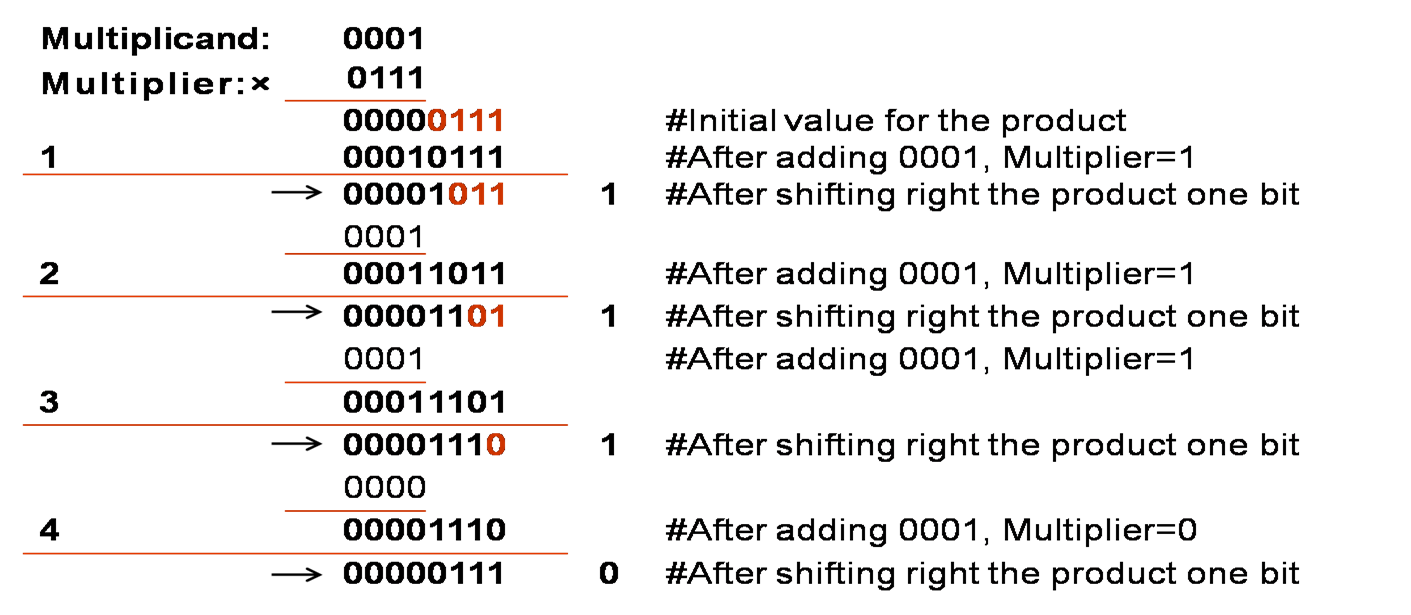 Multiplicand: 0001
Multiplier:× 0111
00000111 #Initial value for the product
1 00010111 #After adding 0001, Multiplier=1
→ 00001011 1 #After shifting right the product one bit
0001
2 00011011 #After adding 0001, Multiplier=1
→ 00001101 1 #After shifting right the product one bit
0001 #After adding 0001, Multiplier=1
3 00011101
→ 00001110 1 #After shifting right the product one bit
0000
4 00001110 #After adding 0001, Multiplier=0
→ 00000111 0 #After shifting right the product one bit